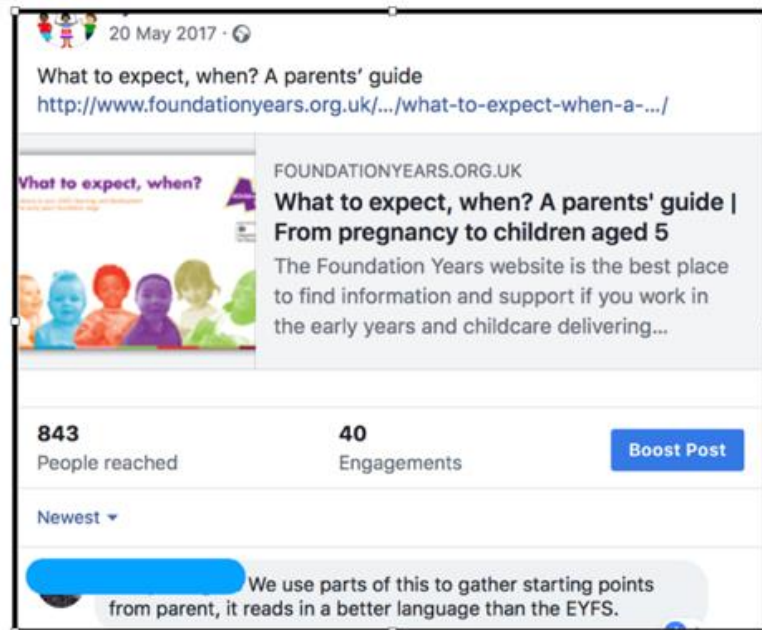 20 May 2017 ·
What to expect, when? A parents' guide
http://www.foundationyears.org.uk/.../what-to-expect-when-a-.../
What to expect, when?
FOUNDATIONYEARS.ORG.UK
What to expect, when? A parents' guide |
From pregnancy to children aged 5
The Foundation Years website is the best place
to find information and support if you work in
the early years and childcare delivering...
843
40
People reached
Engagements
Boost Post
Newest
We use parts of this to gather starting points
from parent, it reads in a better language than the EYFS.